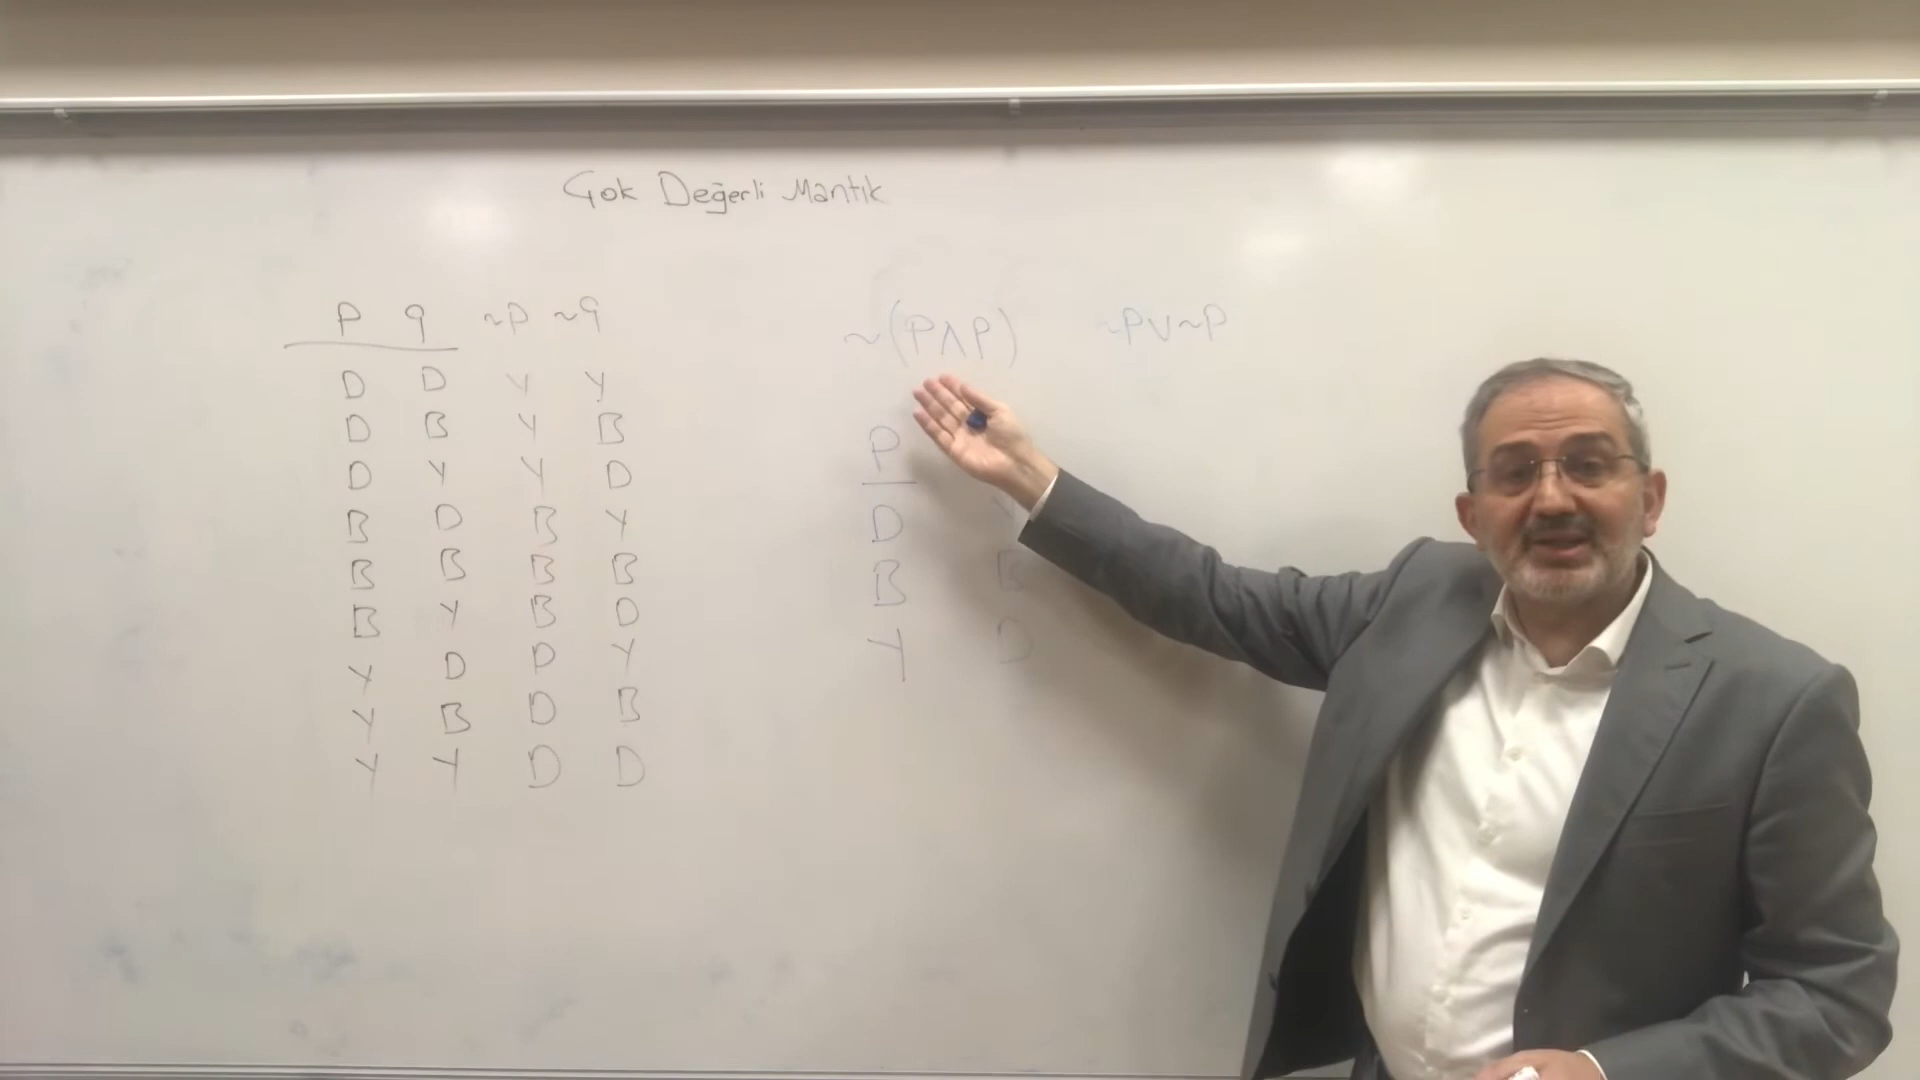 Çok Değerli Mantık
P q ~P ~q
D D Y Y
D B Y B
D Y Y D
B D B Y
B B B B
B Y B D
Y D D Y
Y B D B
Y Y D D
~(P∧P) ~P∨~P
P
D Y
B B
Y D